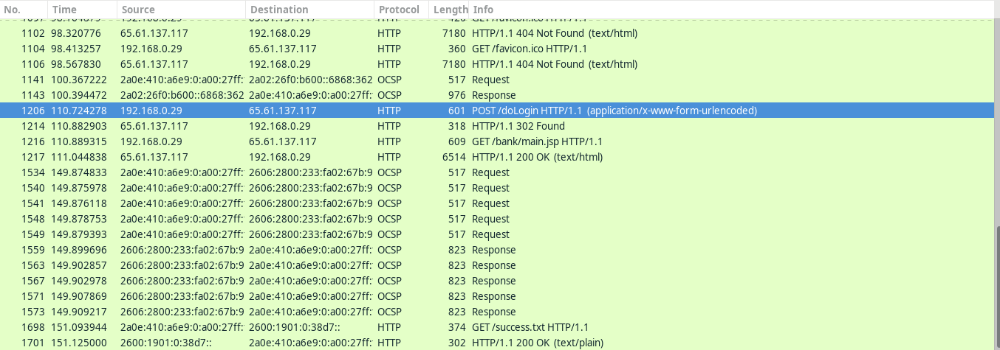 No. Time Source Destination Protocol Length Info
1102 98.320776 65.61.137.117 192.168.0.29 HTTP 7180 HTTP/1.1 404 Not Found (text/html)
1104 98.413257 192.168.0.29 65.61.137.117 HTTP 360 GET /favicon.ico HTTP/1.1
1106 98.567830 65.61.137.117 192.168.0.29 HTTP 7180 HTTP/1.1 404 Not Found (text/html)
1141 100.367222 2a0e:410:a6e9:0:a00:27ff: 2a02:26f0:b600::6868:362 OCSP 517 Request
1143 100.394472 2a02:26f0:b600::6868:362 2a0e:410:a6e9:0:a00:27ff: OCSP 976 Response
1206 110.724278 192.168.0.29 65.61.137.117 HTTP 601 POST /doLogin HTTP/1.1 (application/x-www-form-urlencoded)
1214 110.882903 65.61.137.117 192.168.0.29 HTTP 318 HTTP/1.1 302 Found
1216 110.889315 192.168.0.29 65.61.137.117 HTTP 609 GET /bank/main.jsp HTTP/1.1
1217 111.044838 65.61.137.117 192.168.0.29 HTTP 6514 HTTP/1.1 200 OK (text/html)
1534 149.874833 2a0e:410:a6e9:0:a00:27ff: 2606:2800:233:fa02:67b:9 OCSP 517 Request
1540 149.875978 2a0e:410:a6e9:0:a00:27ff: 2606:2800:233:fa02:67b:9 OCSP 517 Request
1541 149.876118 2a0e:410:a6e9:0:a00:27ff: 2606:2800:233:fa02:67b:9 OCSP 517 Request
1548 149.878753 2a0e:410:a6e9:0:a00:27ff: 2606:2800:233:fa02:67b:9 OCSP 517 Request
1549 149.879393 2a0e:410:a6e9:0:a00:27ff: 2606:2800:233:fa02:67b:9 OCSP 517 Request
1559 149.899696 2606:2800:233:fa02:67b:9 2a0e:410:a6e9:0:a00:27ff: OCSP 823 Response
1563 149.902857 2606:2800:233:fa02:67b:9 2a0e:410:a6e9:0:a00:27ff: OCSP 823 Response
1567 149.902978 2606:2800:233:fa02:67b:9 2a0e:410:a6e9:0:a00:27ff: OCSP 823 Response
1571 149.907869 2606:2800:233:fa02:67b:9 2a0e:410:a6e9:0:a00:27ff: OCSP 823 Response
1573 149.909217 2606:2800:233:fa02:67b:9 2a0e:410:a6e9:0:a00:27ff: OCSP 823 Response
1698 151.093944 2a0e:410:a6e9:0:a00:27ff: 2600:1901:0:38d7:: HTTP 374 GET /success.txt HTTP/1.1
1701 151.125000 2600:1901:0:38d7:: 2a0e:410:a6e9:0:a00:27ff: HTTP 302 HTTP/1.1 200 OK (text/plain)